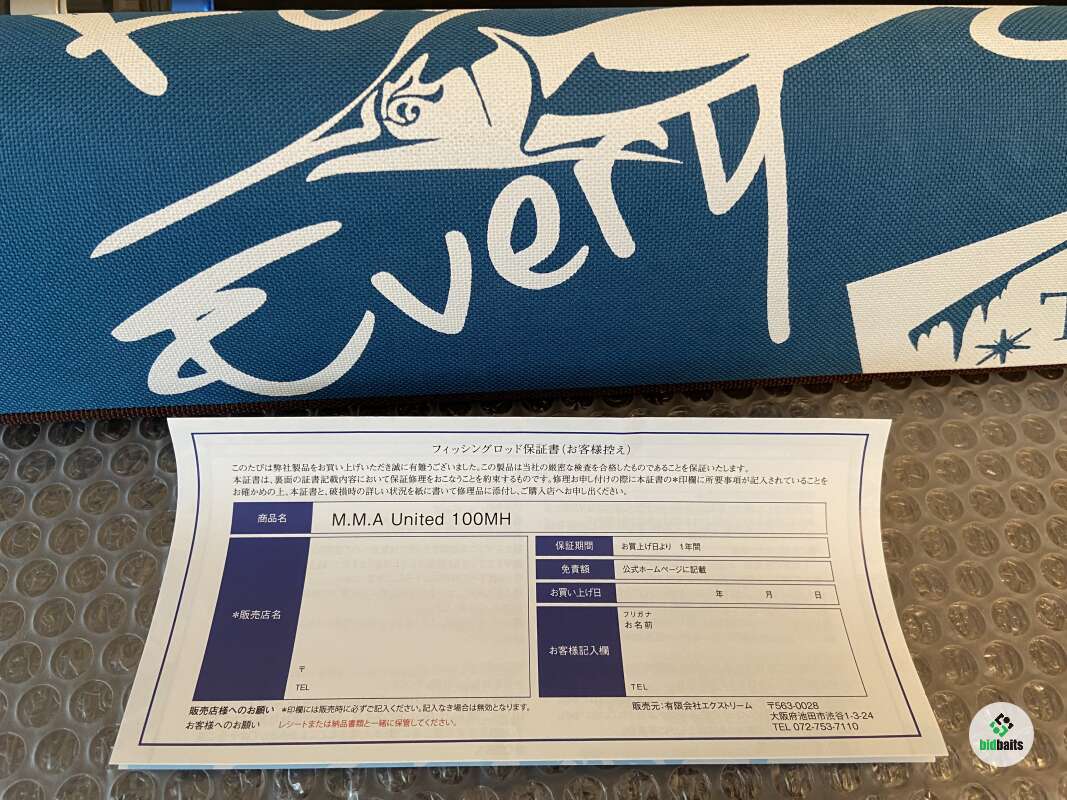 Every
T
フィッシングロッド保証書(お客様控え)
このたびは弊社製品をお買い上げいただき誠に有難うございました。この製品は当社の厳密な検査を合格したものであることを保証いたします。
本証書は、裏面の証書記載内容において保証修理をおこなうことを約束するものです。修理お申し付けの際に本証書の＊印欄に所要事項が記入されていることを
お確かめの上、本証書と、破損時の詳しい状況を紙に書いて修理品に添付し、ご購入店へお申し出ください。
商品名 M.M.A United 100MH
＊販売店名
〒
TEL
保証期間 お買上げ日より 1年間
免責額 公式ホームページに記載
お買い上げ日 年 月 日
お客様記入欄
フリガナ
お名前
TEL
販売店様へのお願い ＊印欄には販売時に必ずご記入ください。記入なき場合は無効となります。
お客様へのお願い レシートまたは納品書類と一緒に保管してください。
販売元:有限会社エクストリーム 〒563-0028
大阪府池田市渋谷1-3-24
TEL 072-753-7110
bidbaits